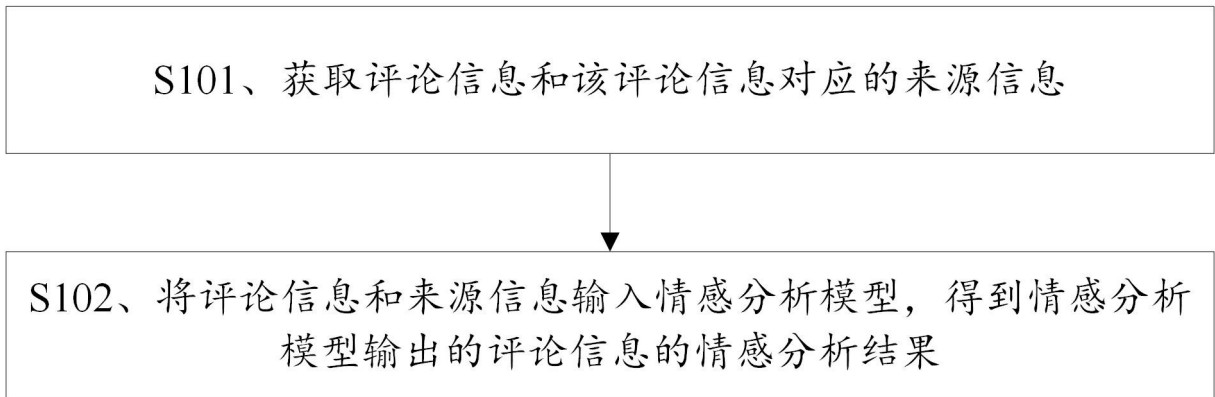 S101、获取评论信息和该评论信息对应的来源信息
S102、将评论信息和来源信息输入情感分析模型，得到情感分析
模型输出的评论信息的情感分析结果